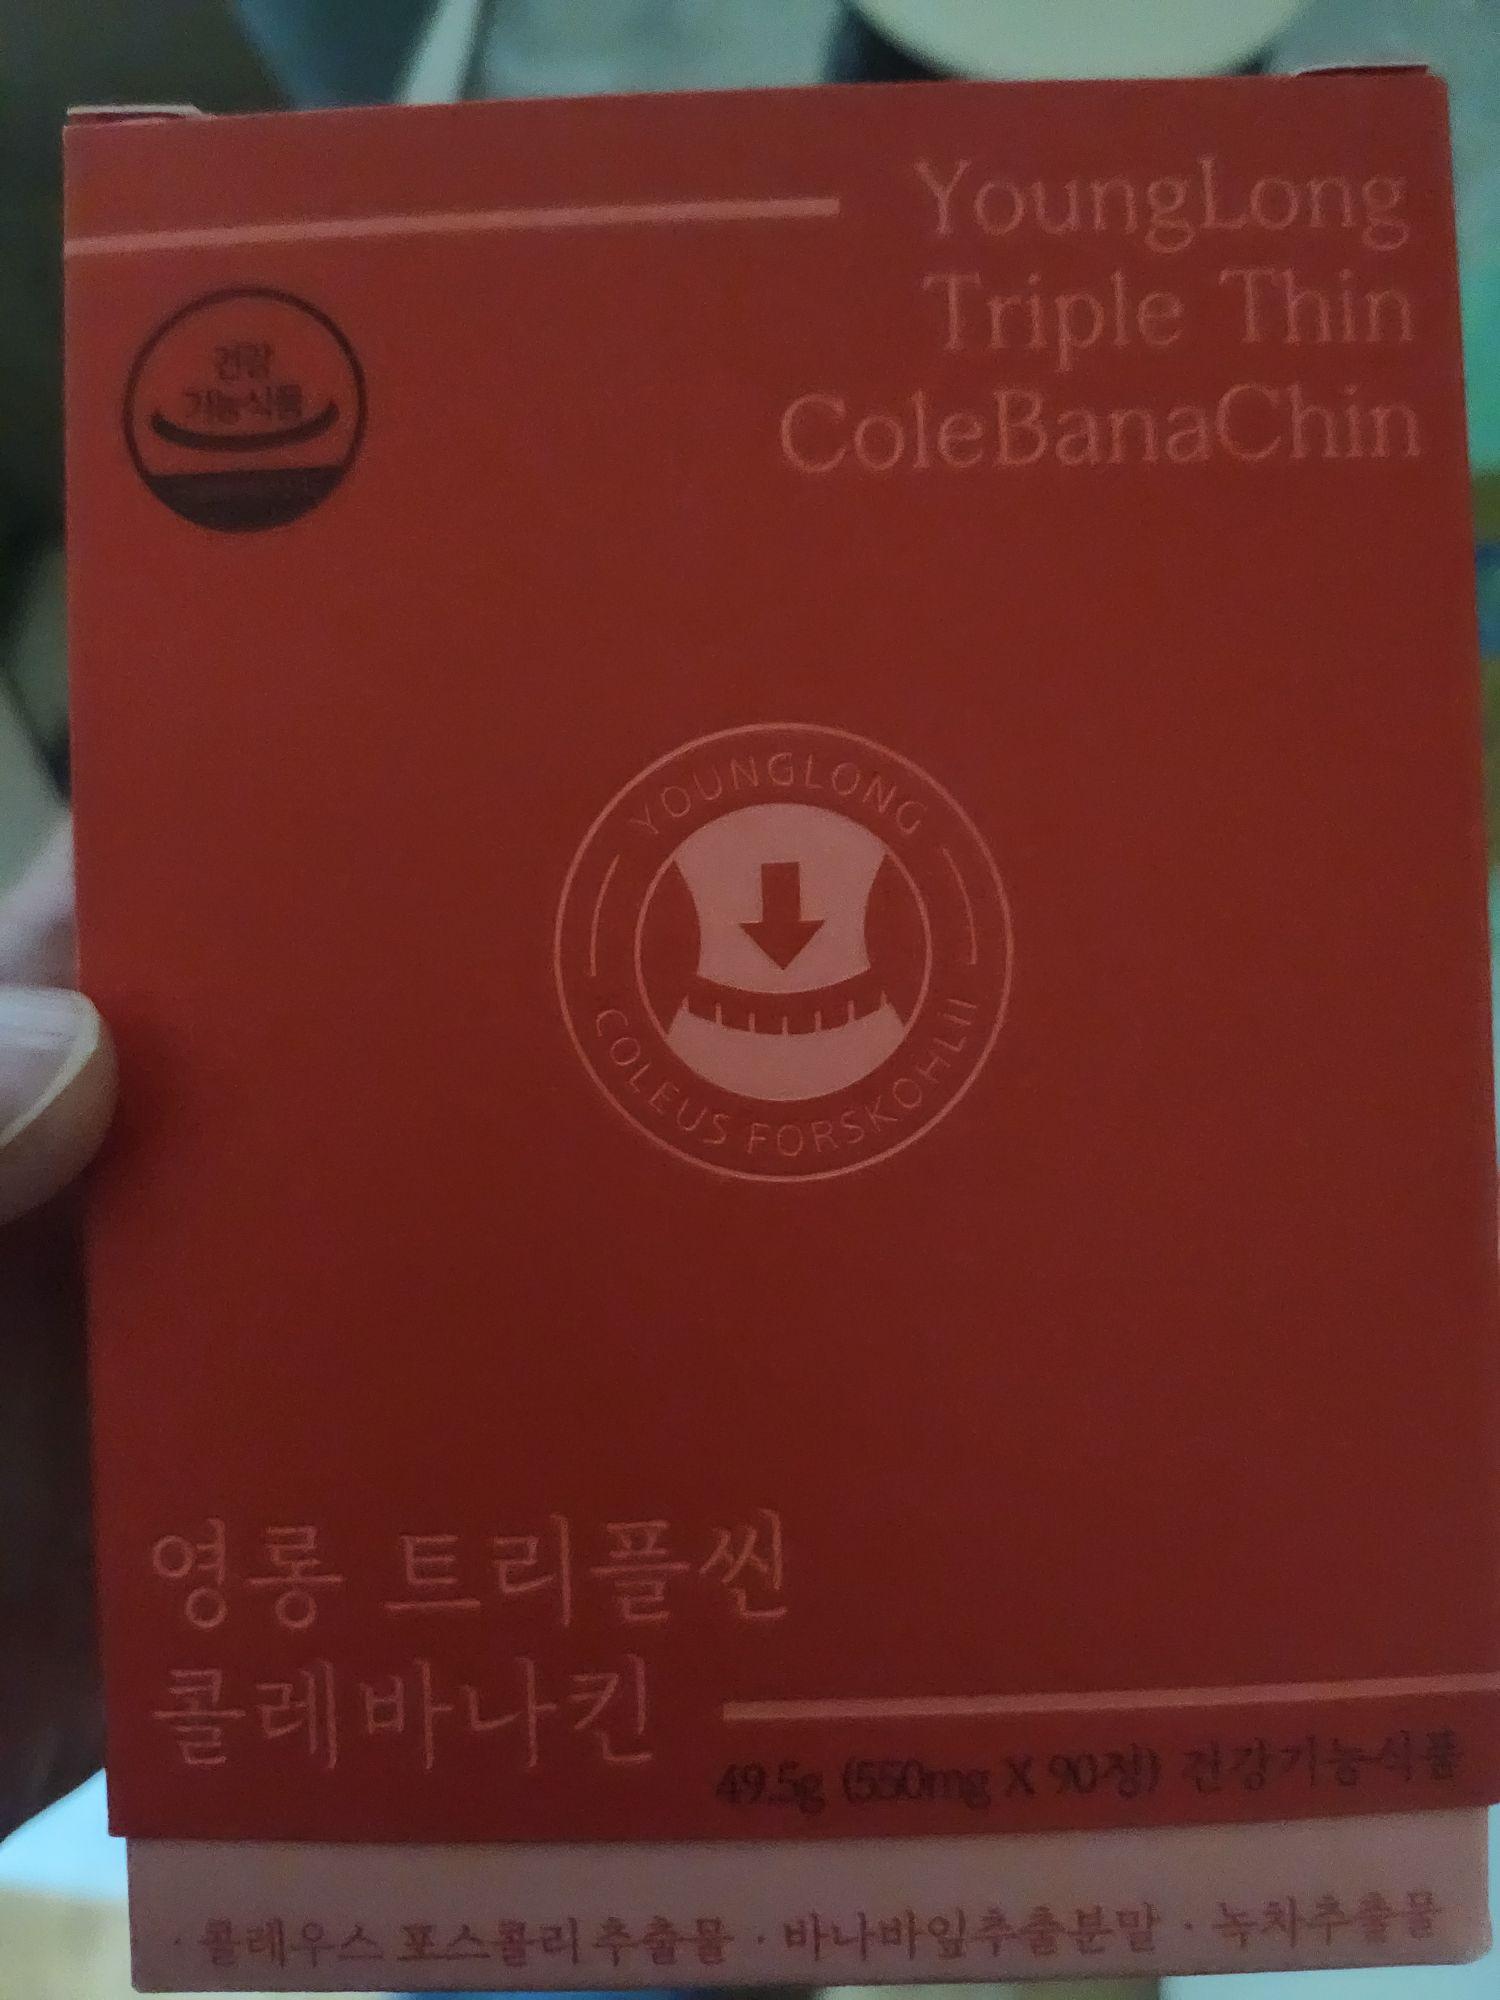 YoungLong
Triple Thin
ColeBanaChin
건강
기능식품
YOUNGLONG
COLEUS FORSKOHLII
영롱 트리플씬
콜레바나킨
49.5g (550mg X 90정) 건강기능식품
· 콜레우스 포스콜리추출물 · 바나바잎추출분말 · 녹차추출물